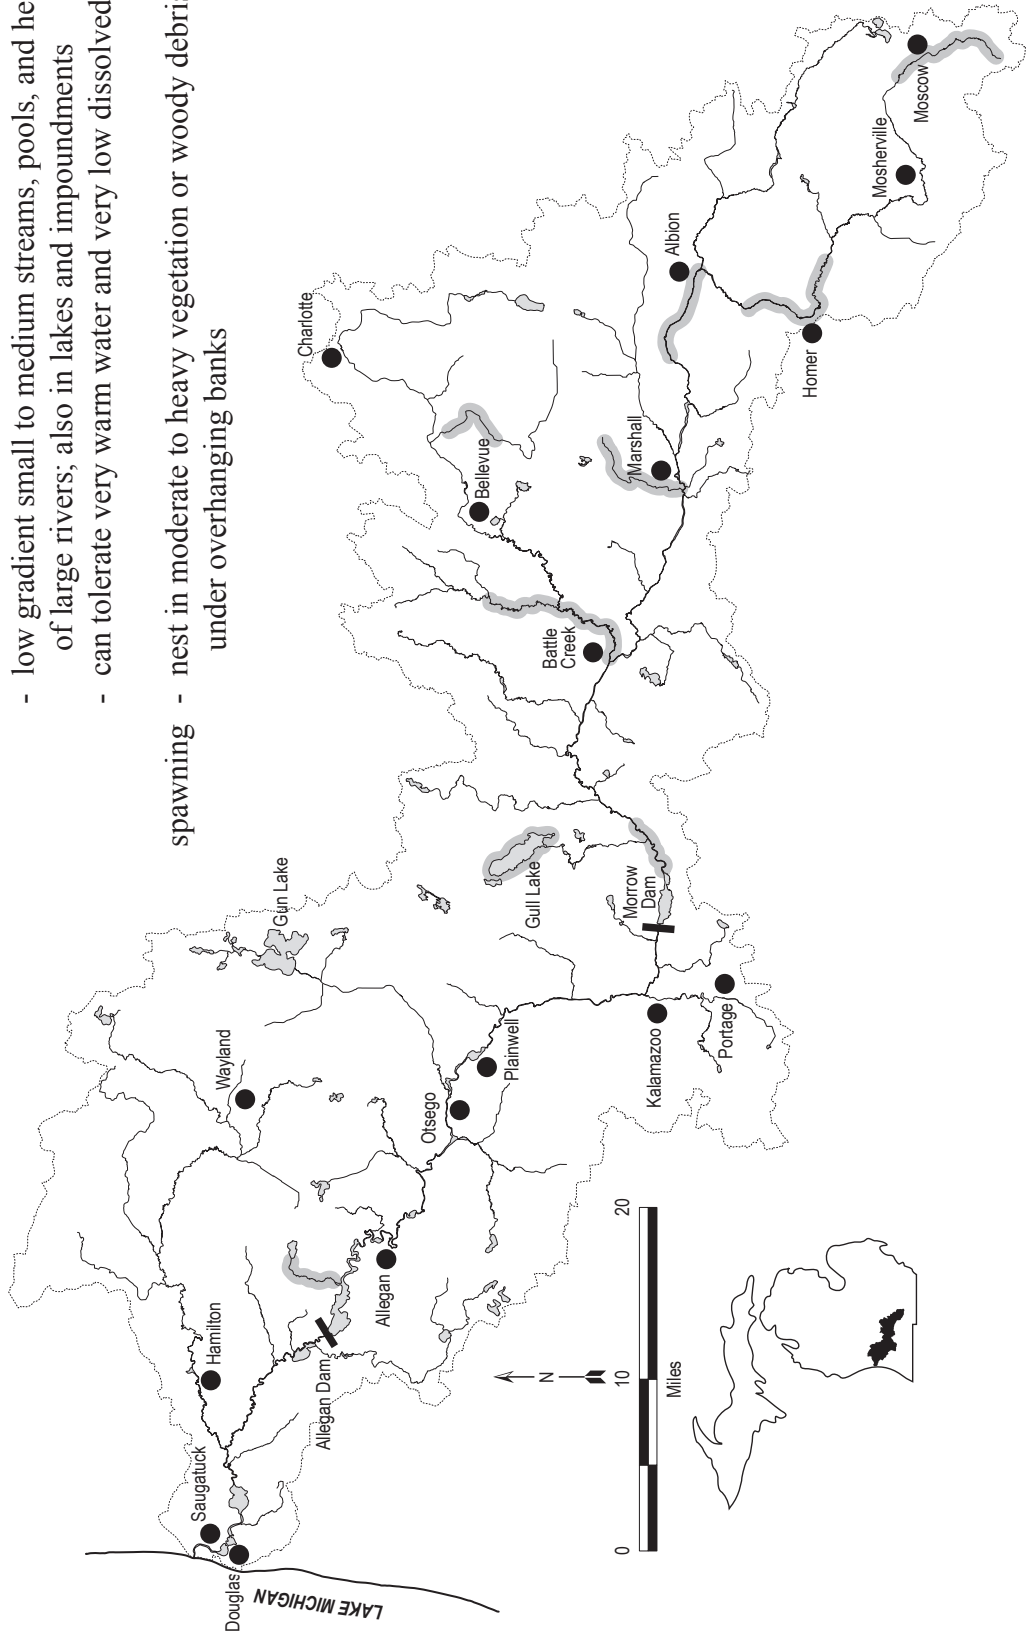 - low gradient small to medium streams, pools, and
of large rivers; also in lakes and impoundments
- can tolerate very warm water and very low dissolved
spawning - nest in moderate to heavy vegetation or woody
under overhanging banks
Charlotte
Bellevue
Battle
Creek
Marshall
Albion
Homer
Mosherville
Moscow
Gun Lake
Gull Lake
Morrow
Dam
Wayland
Plainwell
Otsego
Kalamazoo
Portage
Hamilton
Allegan
Allegan Dam
Saugatuck
Douglas
LAKE MICHIGAN
N
0 10 20
Miles